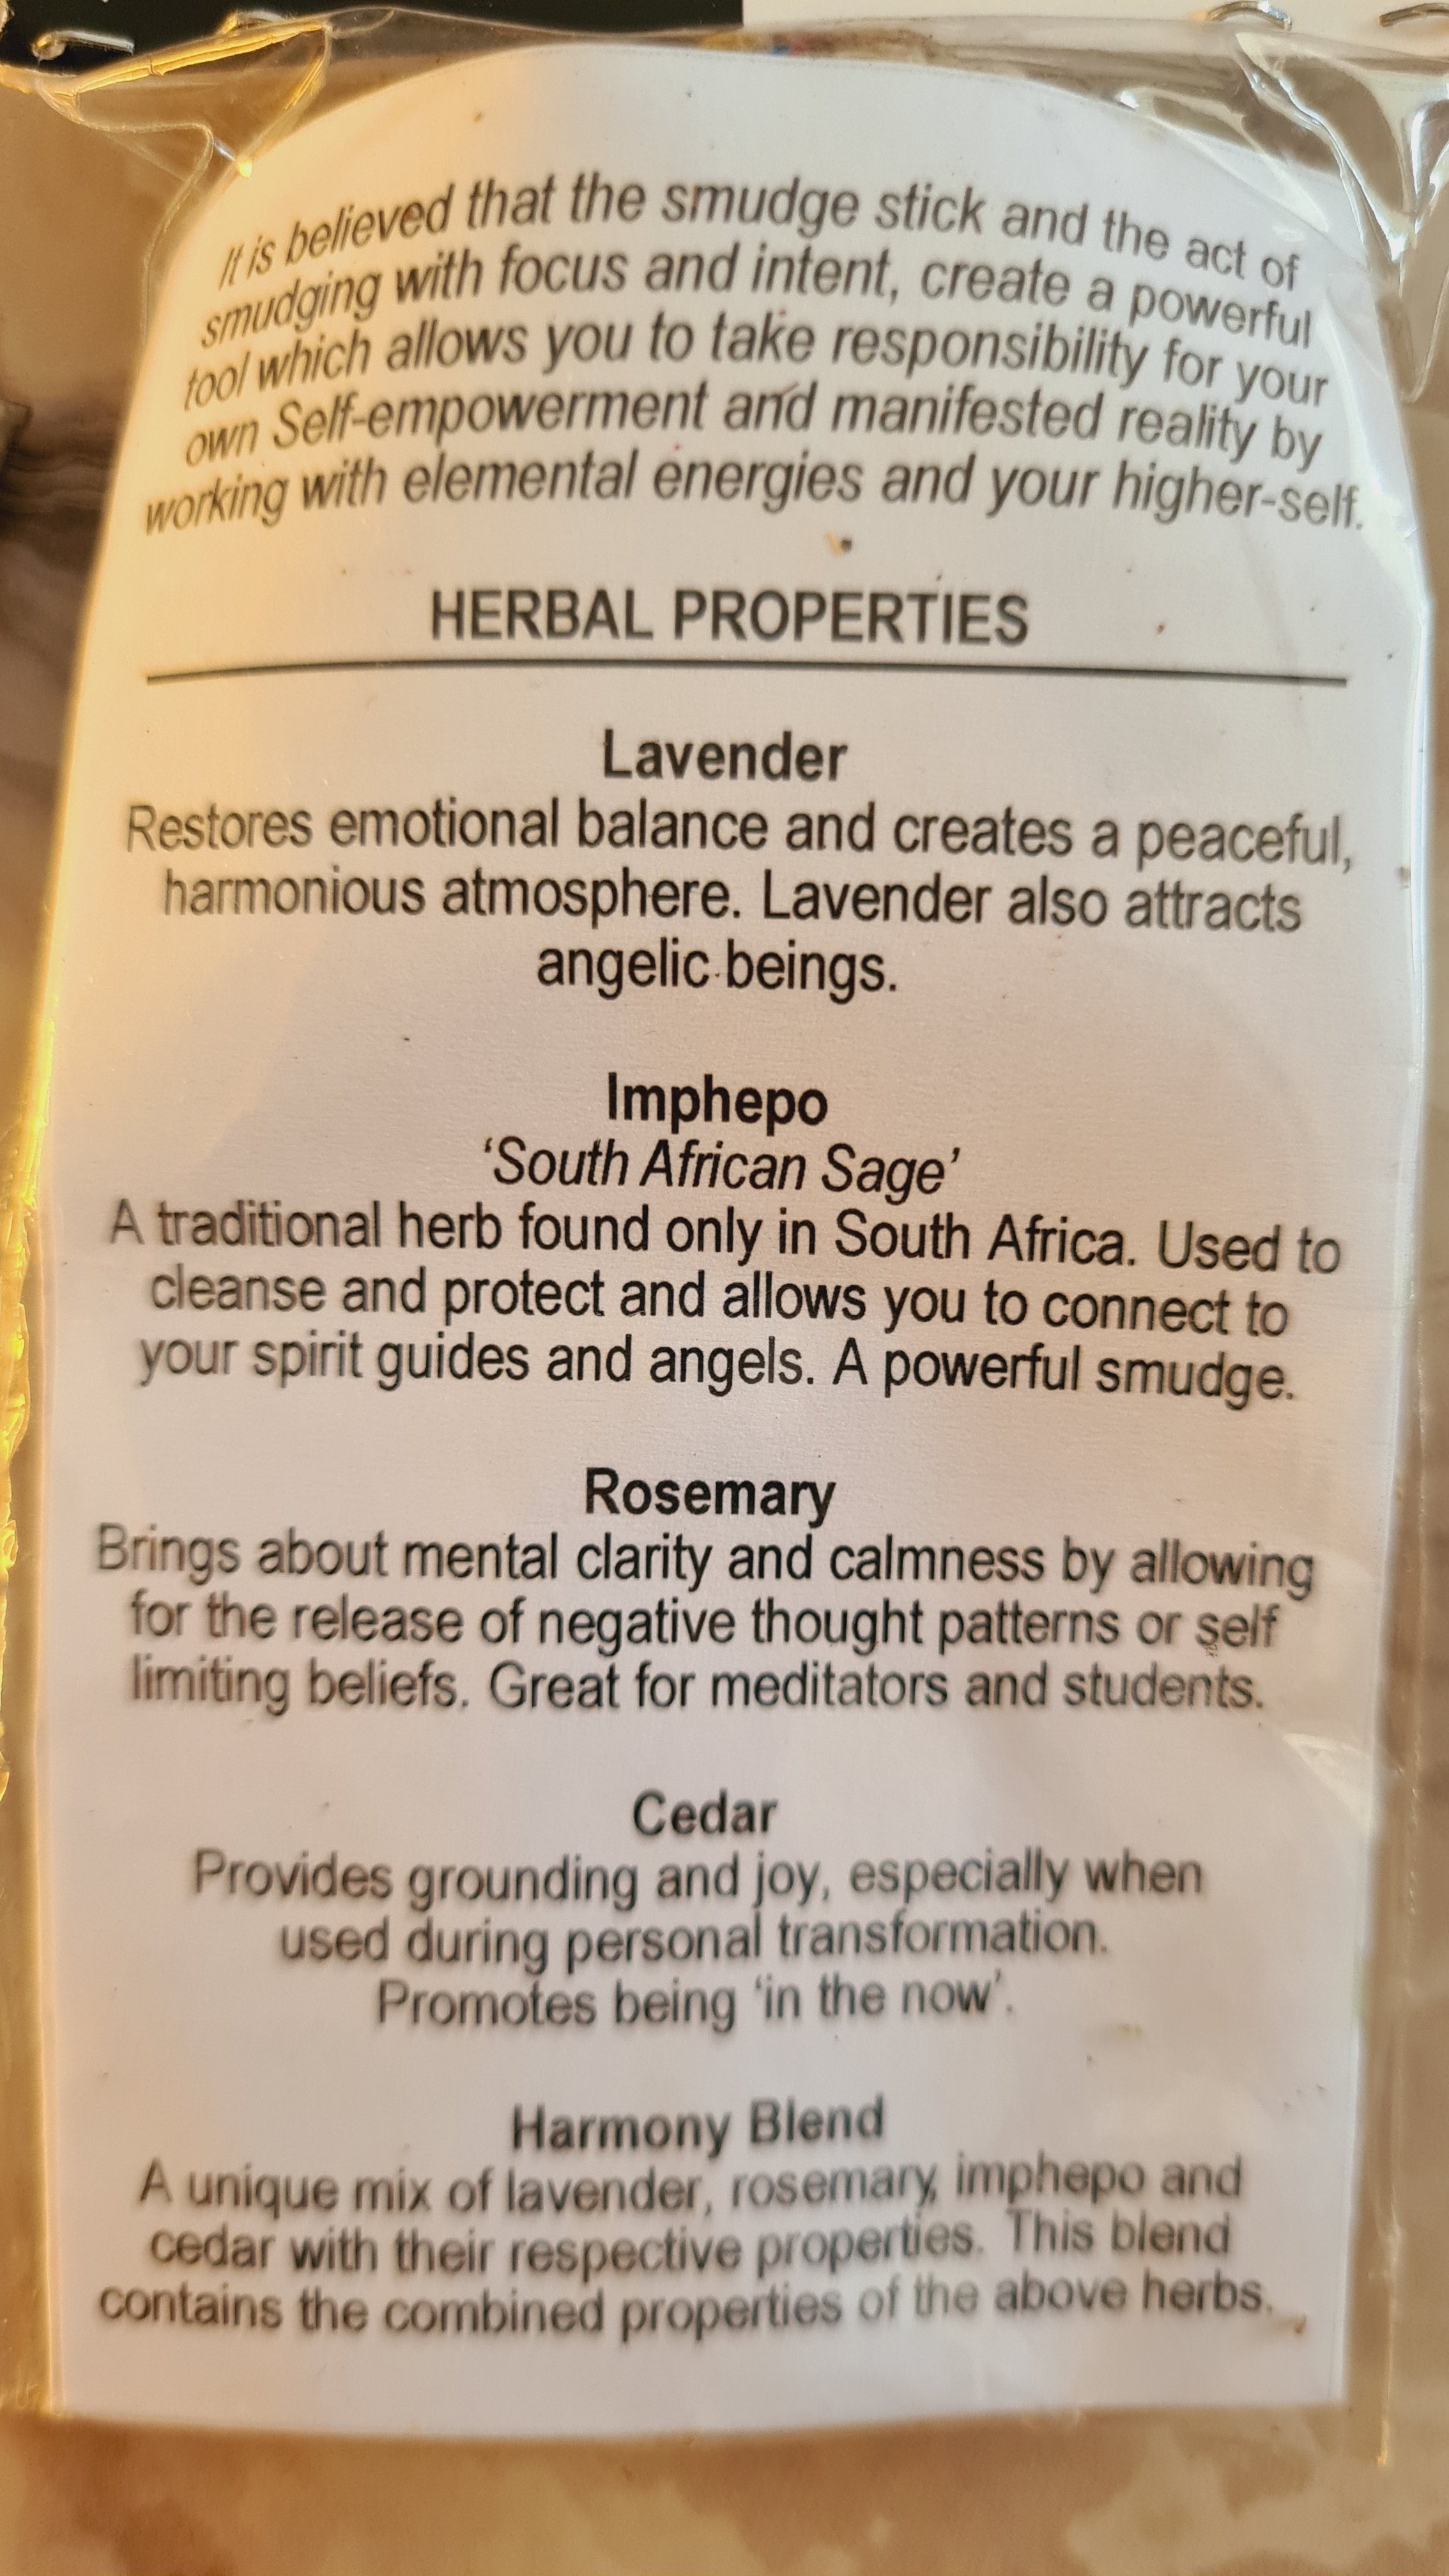 It is believed that the smudge stick and the act of
smudging with focus and intent, create a powerful
tool which allows you to take responsibility for your
own Self-empowerment and manifested reality by
working with elemental energies and your higher-self.
HERBAL PROPERTIES
Lavender
Restores emotional balance and creates a peaceful,
harmonious atmosphere. Lavender also attracts
angelic beings.
Imphepo
‘South African Sage’
A traditional herb found only in South Africa. Used to
cleanse and protect and allows you to connect to
your spirit guides and angels. A powerful smudge.
Rosemary
Brings about mental clarity and calmness by allowing
for the release of negative thought patterns or self
limiting beliefs. Great for meditators and students.
Cedar
Provides grounding and joy, especially when
used during personal transformation.
Promotes being ‘in the now’.
Harmony Blend
A unique mix of lavender, rosemary, imphepo and
cedar with their respective properties. This blend
contains the combined properties of the above herbs.